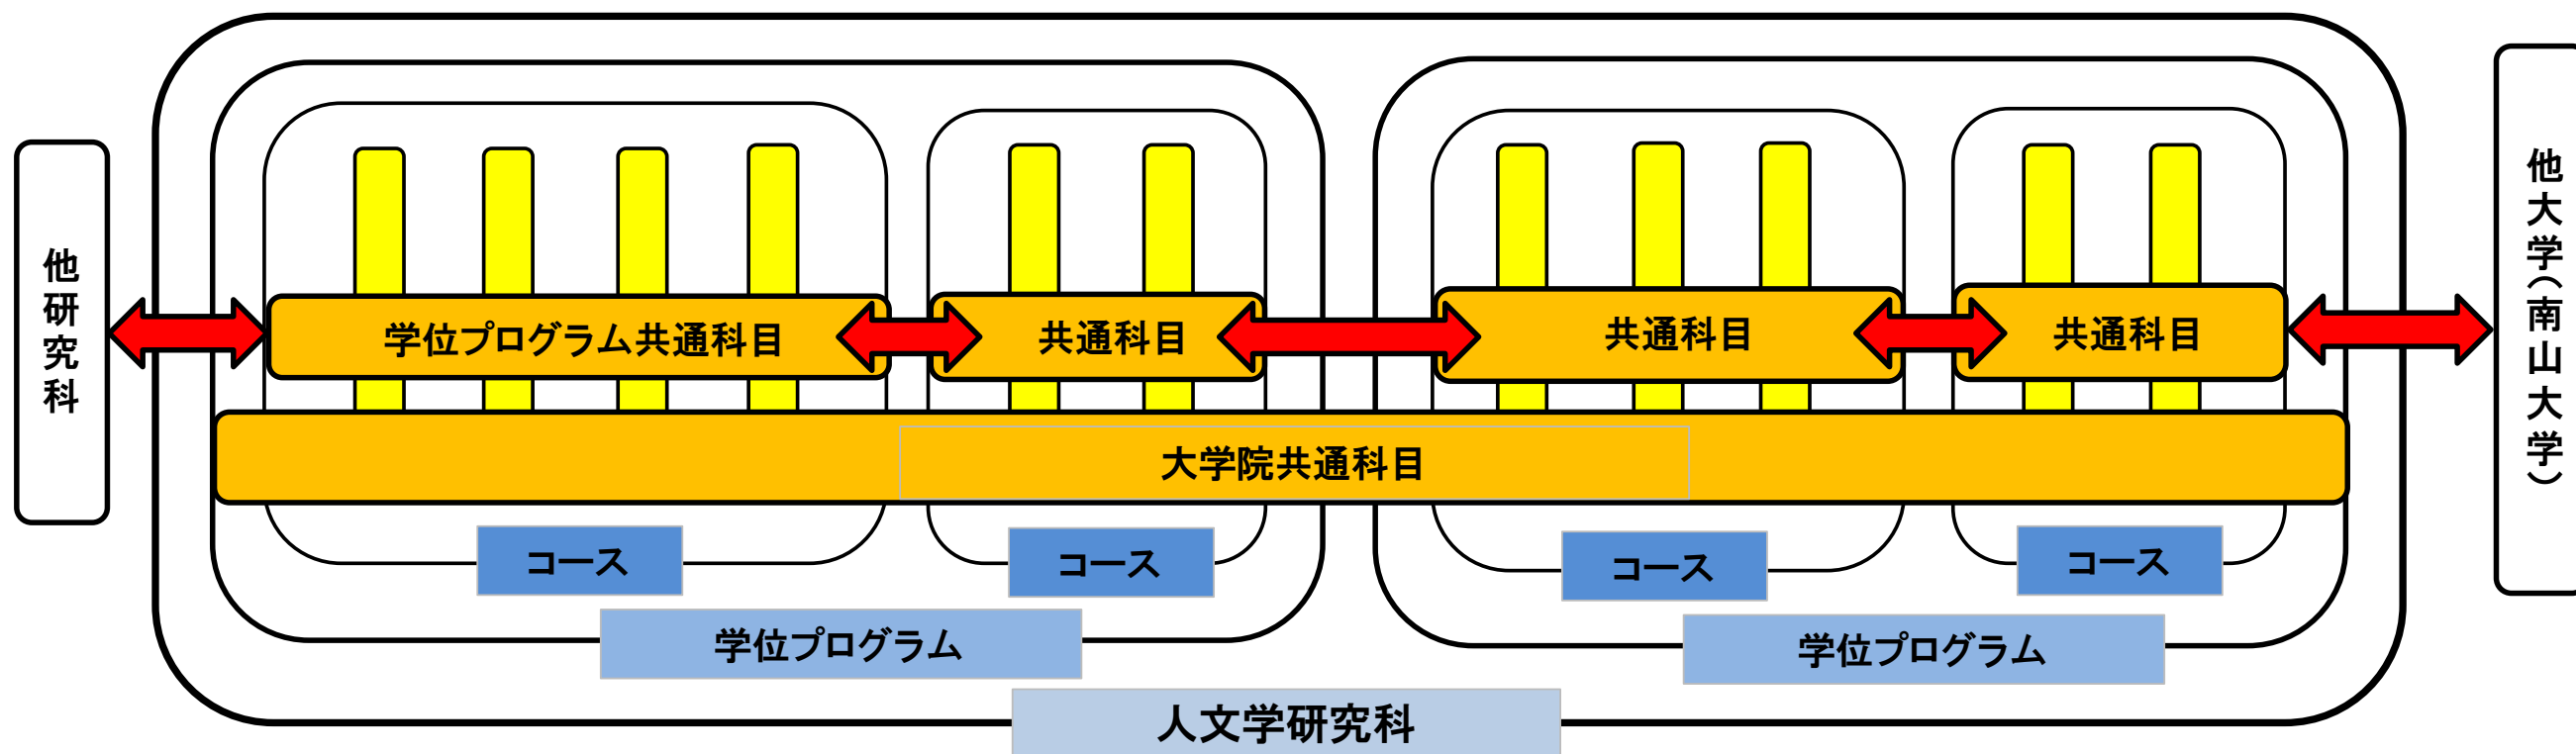 他研究科
学位プログラム共通科目
共通科目
共通科目
共通科目
他大学（南山大学）
大学院共通科目
コース
コース
コース
コース
学位プログラム
学位プログラム
人文学研究科